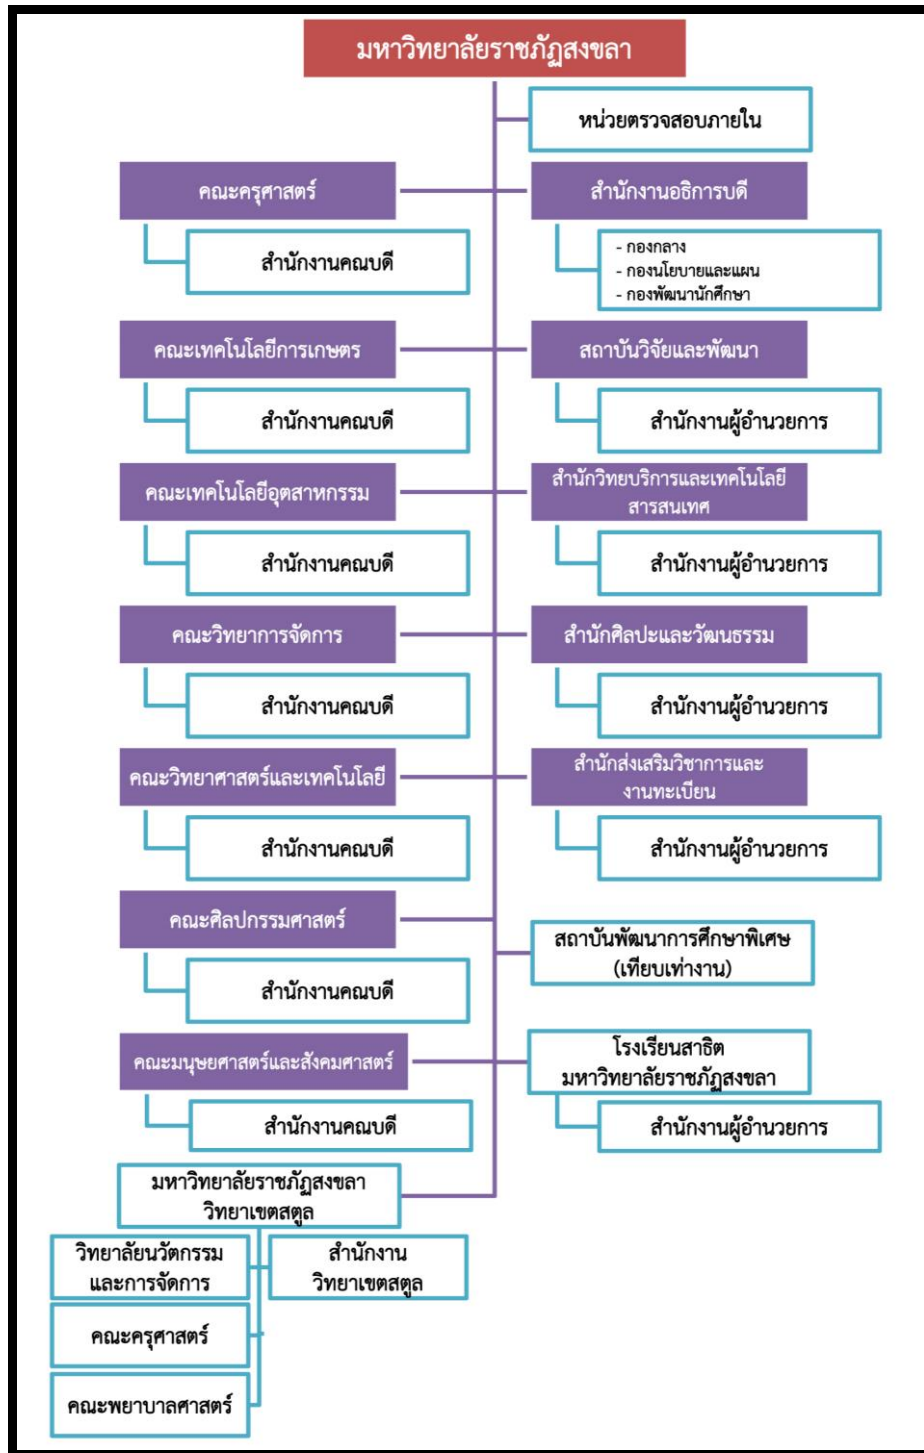 มหาวิทยาลัยราชภัฏสงขลา
หน่วยตรวจสอบภายใน
คณะครุศาสตร์
สำนักงานอธิการบดี
สำนักงานคณบดี
- กองกลาง
- กองนโยบายและแผน
- กองพัฒนานักศึกษา
คณะเทคโนโลยีการเกษตร
สถาบันวิจัยและพัฒนา
สำนักงานคณบดี
สำนักงานผู้อำนวยการ
คณะเทคโนโลยีอุตสาหกรรม
สำนักวิทยบริการและเทคโนโลยี
สารสนเทศ
สำนักงานคณบดี
สำนักงานผู้อำนวยการ
คณะวิทยาการจัดการ
สำนักศิลปะและวัฒนธรรม
สำนักงานคณบดี
สำนักงานผู้อำนวยการ
คณะวิทยาศาสตร์และเทคโนโลยี
สำนักส่งเสริมวิชาการและ
งานทะเบียน
สำนักงานคณบดี
สำนักงานผู้อำนวยการ
คณะศิลปกรรมศาสตร์
สถาบันพัฒนาการศึกษาพิเศษ
(เทียบเท่างาน)
สำนักงานคณบดี
คณะมนุษยศาสตร์และสังคมศาสตร์
โรงเรียนสาธิต
มหาวิทยาลัยราชภัฏสงขลา
สำนักงานคณบดี
สำนักงานผู้อำนวยการ
มหาวิทยาลัยราชภัฏสงขลา
วิทยาเขตสตูล
วิทยาลัยนวัตกรรม
และการจัดการ
สำนักงาน
วิทยาเขตสตูล
คณะครุศาสตร์
คณะพยาบาลศาสตร์